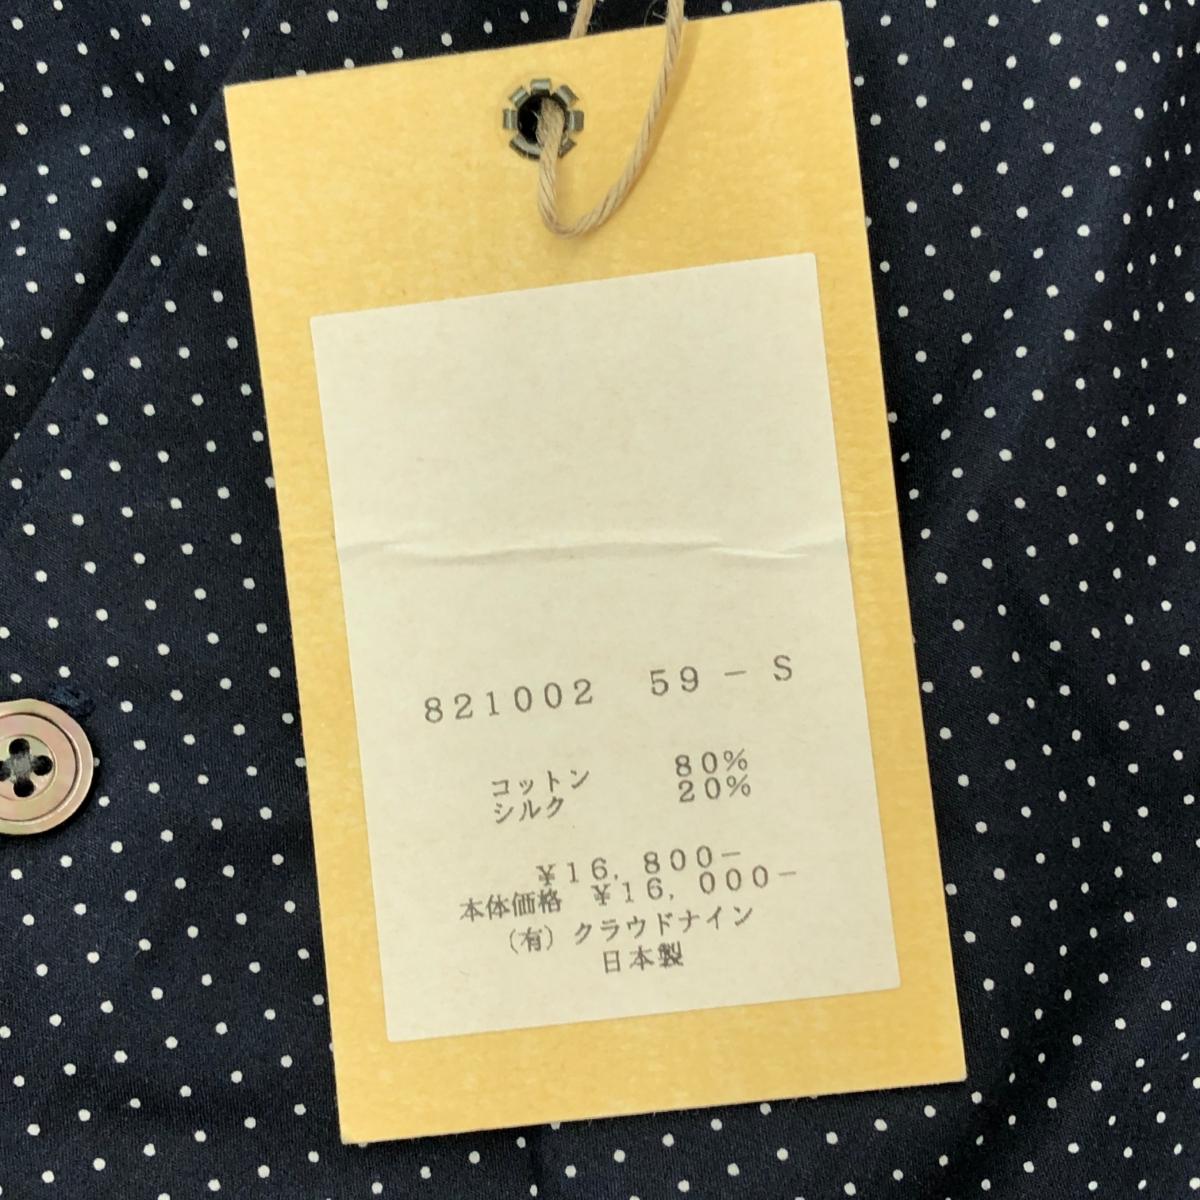 821002 59-S
コットン 80%
シルク 20%
¥16,800-
本体価格 ¥16,000-
(有)クラウドナイン
日本製